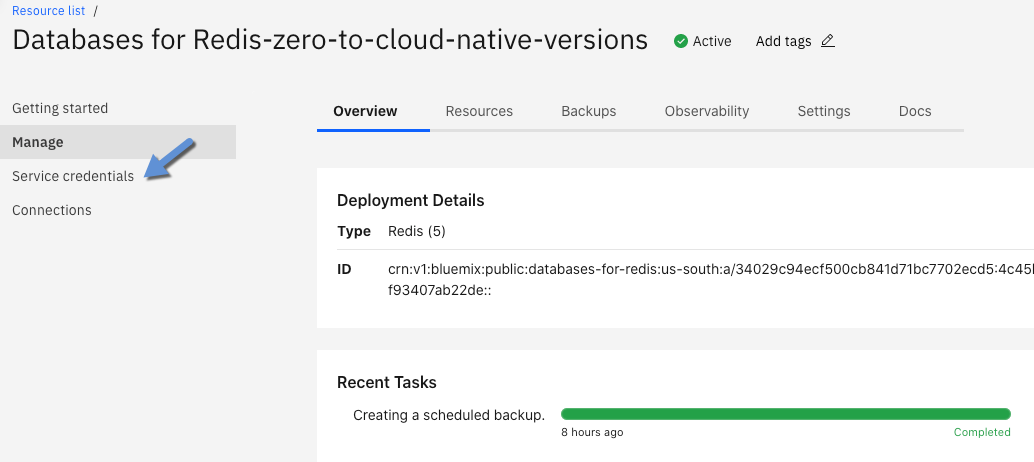 Resource list /
Databases for Redis-zero-to-cloud-native-versions
Active
Add tags
Getting started
Manage
Service credentials
Connections
Overview
Resources
Backups
Observability
Settings
Docs
Deployment Details
Type Redis (5)
ID crn:v1:bluemix:public:databases-for-redis:us-south:a/34029c94ecf500cb841d71bc7702ecd5:4c45
f93407ab22de::
Recent Tasks
Creating a scheduled backup.
8 hours ago
Completed